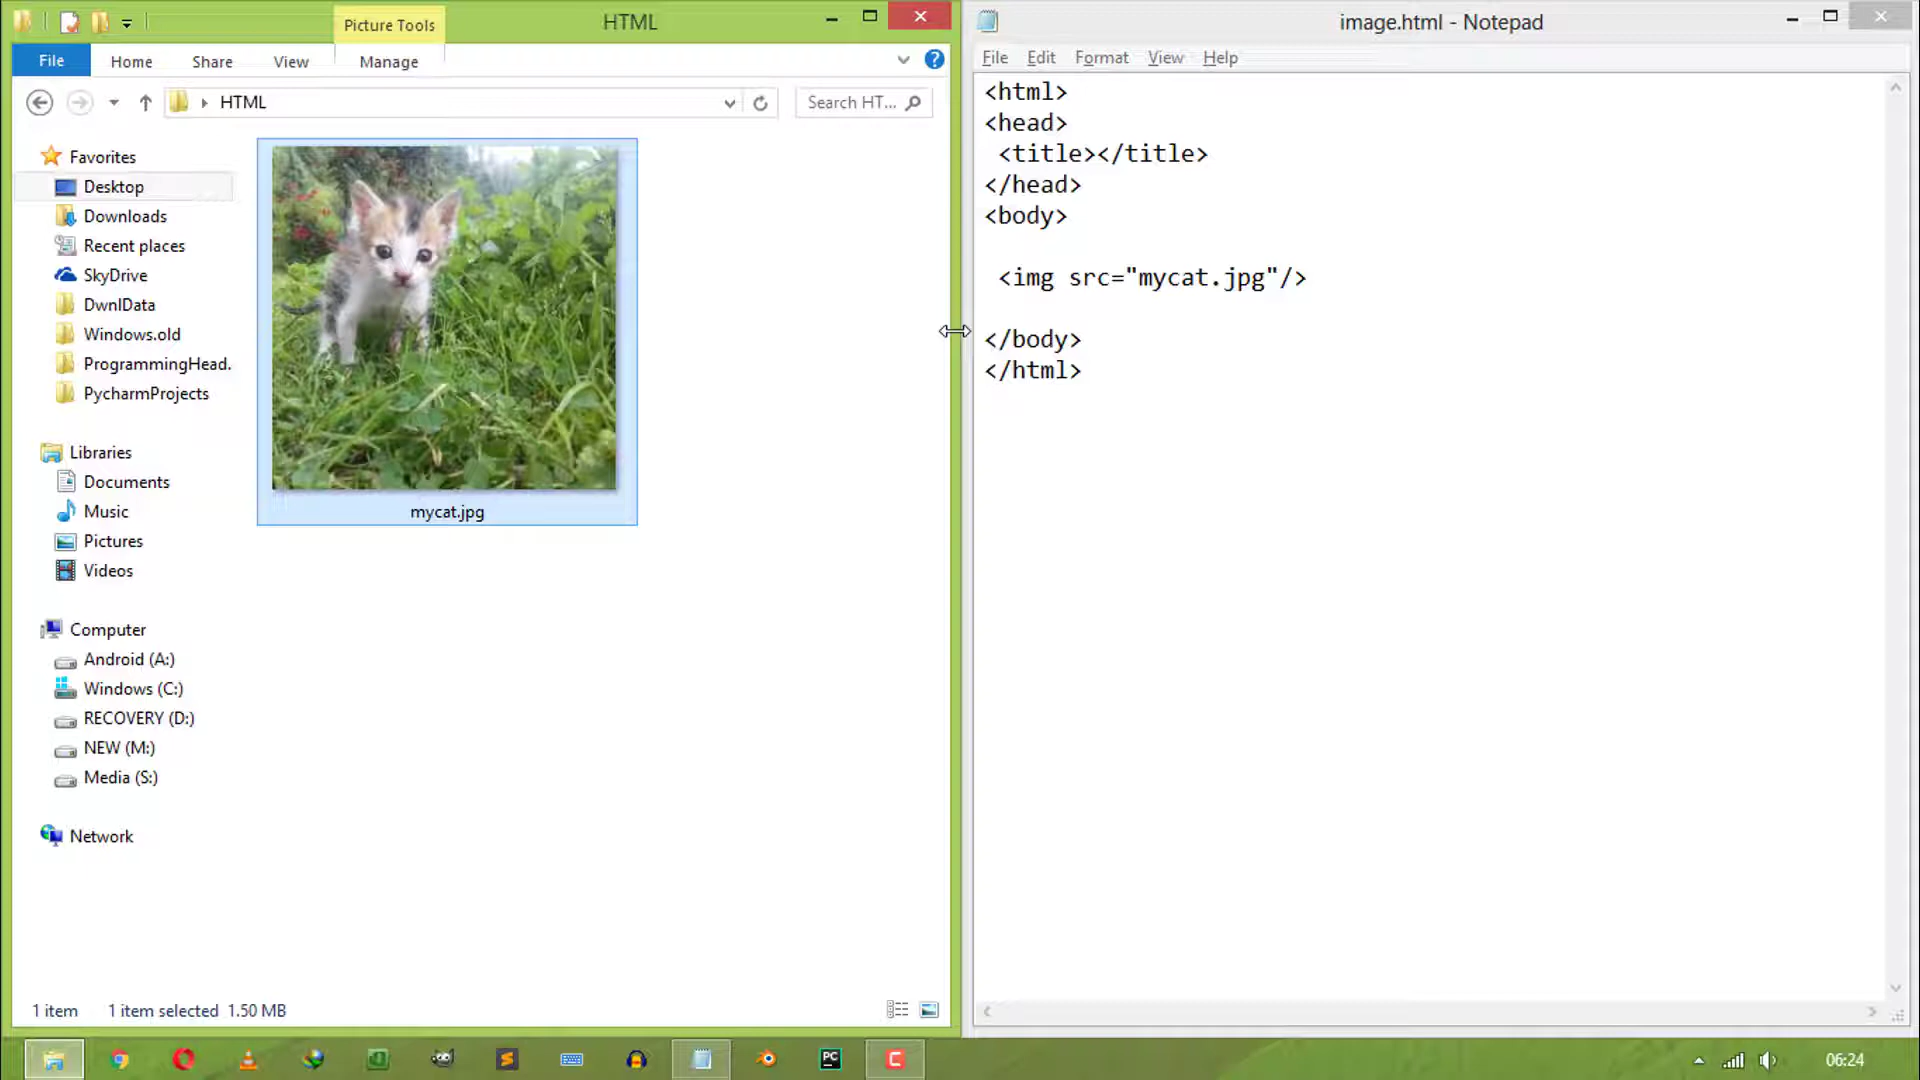 Picture Tools
HTML
File
Home
Share
View
Manage
HTML
Search HT...
Favorites
Desktop
Downloads
Recent places
SkyDrive
DwnlData
Windows.old
ProgrammingHead.
PycharmProjects
Libraries
Documents
Music
Pictures
Videos
Computer
Android (A:)
Windows (C:)
RECOVERY (D:)
NEW (M:)
Media (S:)
Network
mycat.jpg
1 item 1 item selected 1.50 MB
image.html - Notepad
File Edit Format View Help
<html>
<head>
<title></title>
</head>
<body>
<img src="mycat.jpg"/>
</body>
</html>
PC
C
06:24